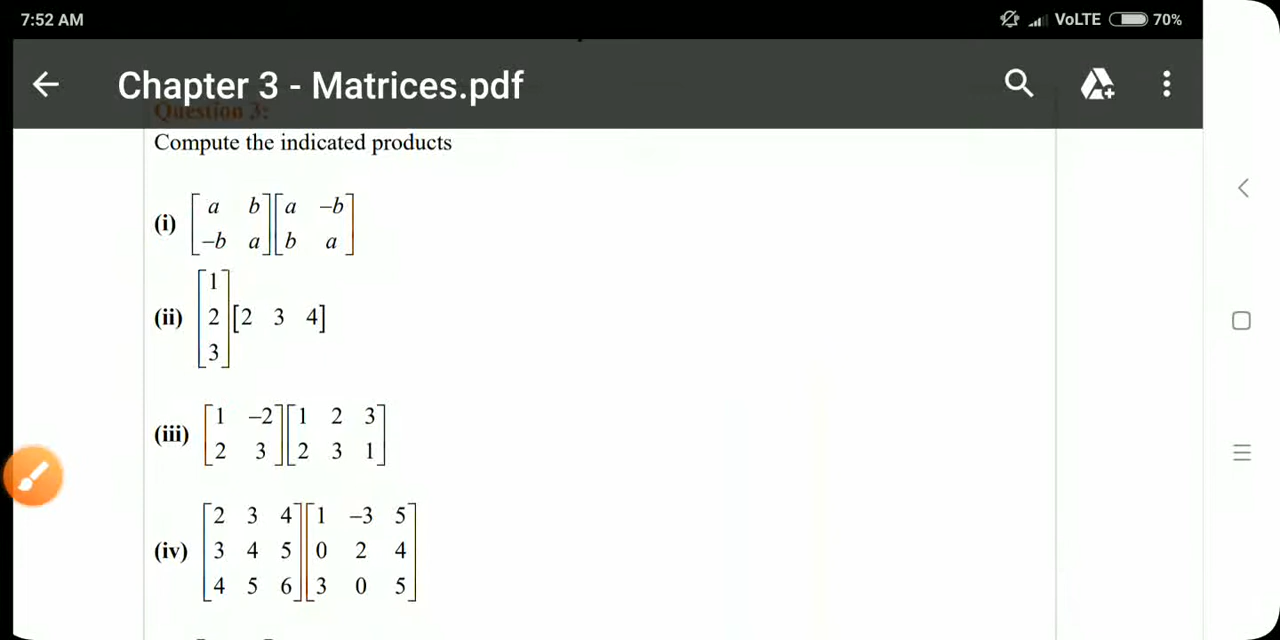 7:52 AM VoLTE 70%
Chapter 3 - Matrices.pdf
Question 3:
Compute the indicated products
(i) [a b][a −b]
[−b a][b a]
(ii) [1]
[2] [2 3 4]
[3]
(iii) [1 −2][1 2 3]
[2 3][2 3 1]
(iv) [2 3 4][1 −3 5]
[3 4 5][0 2 4]
[4 5 6][3 0 5]